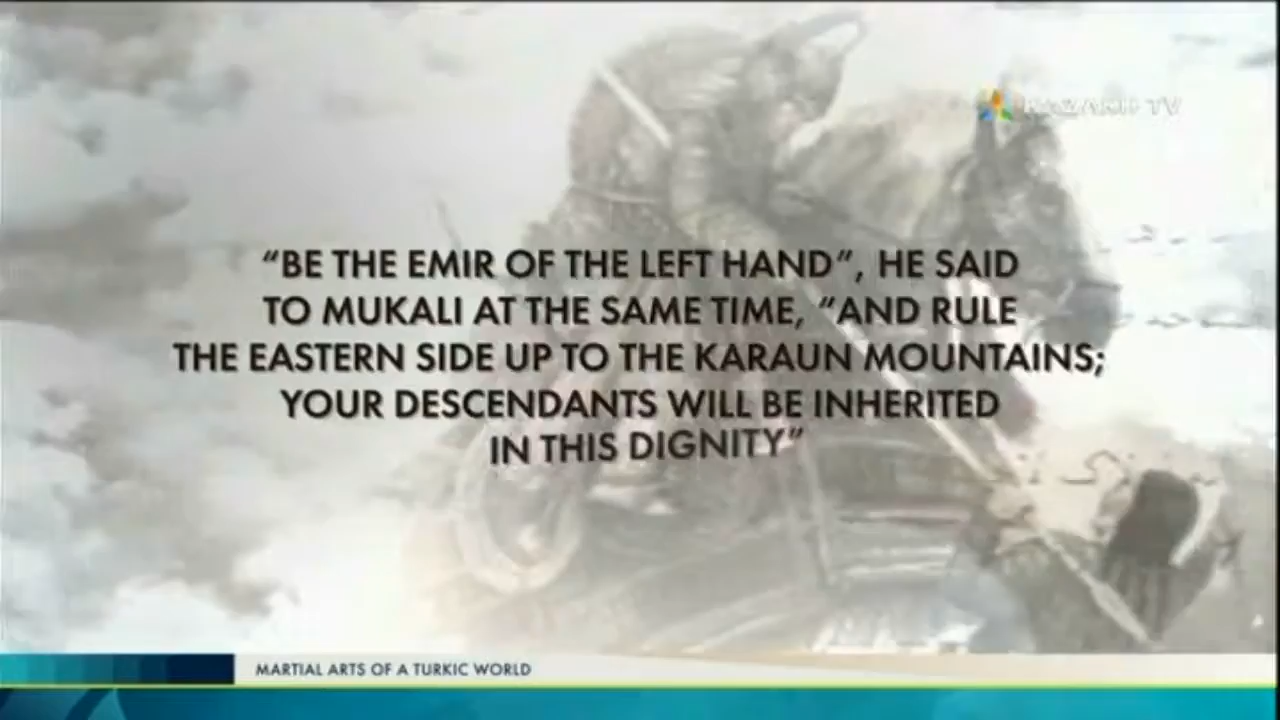 KAZAKH TV
“BE THE EMIR OF THE LEFT HAND”, HE SAID
TO MUKALI AT THE SAME TIME, “AND RULE
THE EASTERN SIDE UP TO THE KARAUN MOUNTAINS;
YOUR DESCENDANTS WILL BE INHERITED
IN THIS DIGNITY”
MARTIAL ARTS OF A TURKIC WORLD